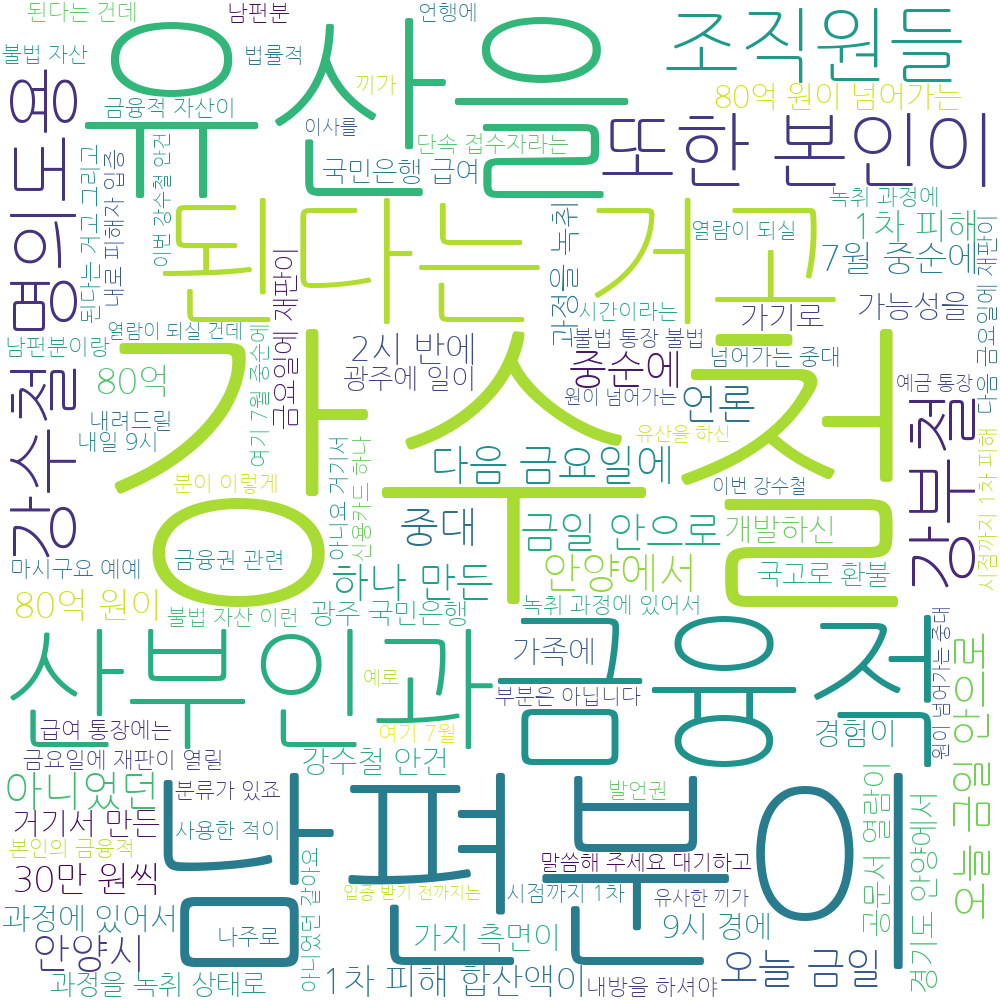 된다는 건데
남펀분
언행에
불법 자산
법률적
유산을
조직원들
끼가
80억 원이 넘어가는
금융적 자산이
이사를
단속 접수자라는
또한 본인이
국민은행 급여
녹취 과정에
명의도용
된다는 거고 그리고
내로 피해자 입증
이번 강수철 안건
된다는 거고
과정을 녹취
열람이 되실
1차 피해
7월 중순에
재판이
금요일에 재판이
시간이라는
가기로
가능성을
열람이 되실 건데
불법 통장 불법
남펀분이랑
2시 반에
중순에
넘어가는 중대
다음 금요일에
80억
여기 7월 중순에
광주에 일이
원이 넘어가는
언론
예금 통장
강수철
내려드릴
내일 9시
강수철
유산을 하신
강부철
분이 이렇게
아니요 거기서
신용카드 하나
다음 금요일에
이번 강수철
시점까지 1차 피해
중대
금일 안으로
개발하신
금융권 관련
마시구요 예예
하나 만든
안양에서
국고로 환불
80억 원이
불법 자산 이런
광주 국민은행
녹취 과정에 있어서
산부인과
금융적
가족에
원이 넘어가는 중대
예로
부분은 아닙니다
급여 통장에는
여기 7월
경험이
금요일에 재판이 열릴
강수철 안건
오늘 금일 안으로
아니었던
분류가 있죠
남편분이
발언권
거기서 만든
사용한 적이
본인의 금융적
말씀해 주세요 대기하고
공문서 열람이
경기도 안양에서
30만 원씩
아니었던 같아요
입증 받기 전까지는
시점까지 1차
유사한 끼가
과정에 있어서
나주로
가지 측면이
9시 경에
안양시
오늘 금일
과정을 녹취 상태로
1차 피해 합산액이
내방을 하셔야